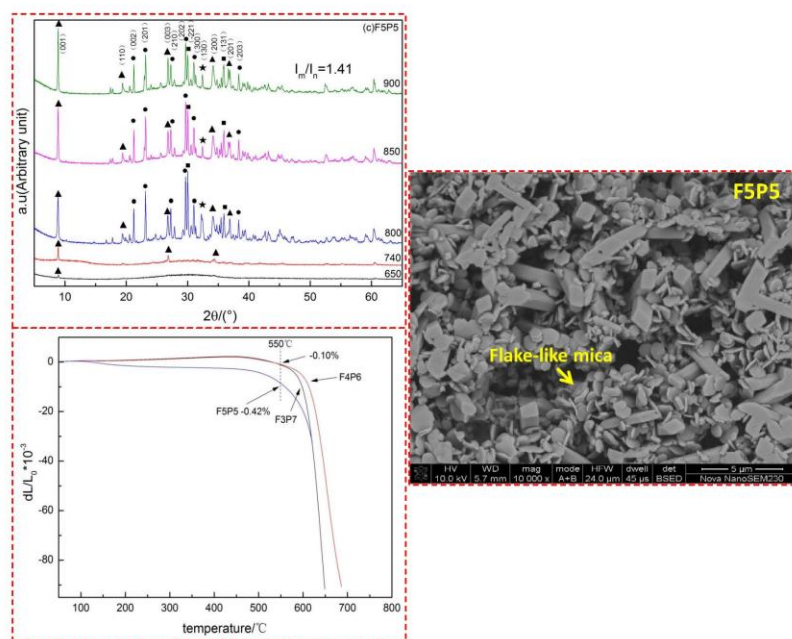 (c)F5P5
(001)
(110)
(002)
(201)
(003)
(210)
(202)
(-221)
(300)
(130)
(200)
(131)
(-201)
(203)
Im/In=1.41
900
850
800
740
650
a.u(Arbitrary unit)
10 20 30 40 50 60
2θ/(°)
550℃
-0.10%
F4P6
F5P5 -0.42%
F3P7
0
-20
-40
-60
-80
dL/L₀*10⁻³
100 200 300 400 500 600 700 800
temperature/℃
F5P5
Flake-like mica
HV WD mag mode HFW dwell det 5 µm
10.0 kV 5.7 mm 10 000 x A+B 24.0 µm 45 µs BSED Nova NanoSEM230